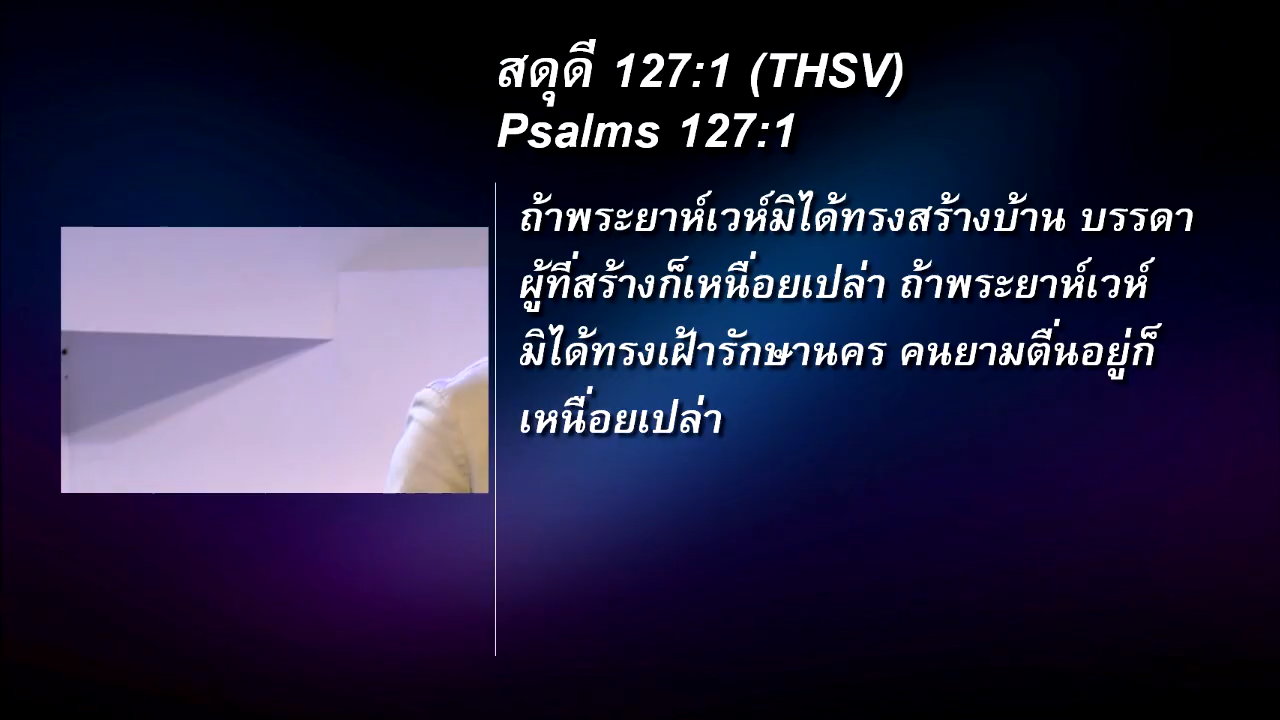 สดุดี 127:1 (THSV)
Psalms 127:1
ถ้าพระยาห์เวห์มิได้ทรงสร้างบ้าน บรรดา
ผู้ที่สร้างก็เหนื่อยเปล่า ถ้าพระยาห์เวห์
มิได้ทรงเฝ้ารักษานคร คนยามตื่นอยู่ก็
เหนื่อยเปล่า